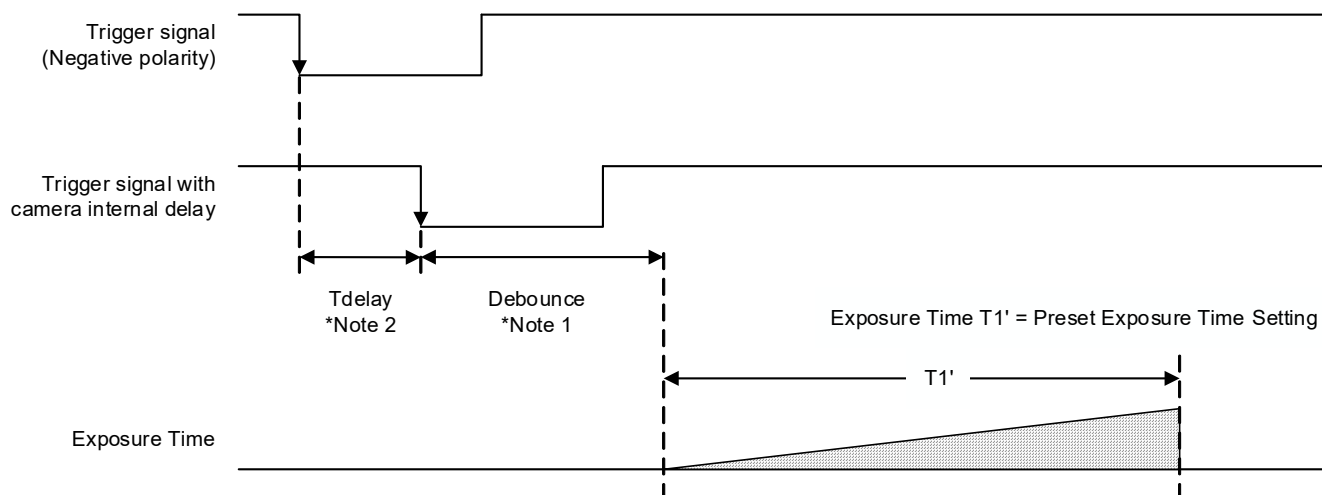 Trigger signal
(Negative polarity)
Trigger signal with
camera internal delay
Tdelay
*Note 2
Debounce
*Note 1
Exposure Time T1' = Preset Exposure Time Setting
T1'
Exposure Time